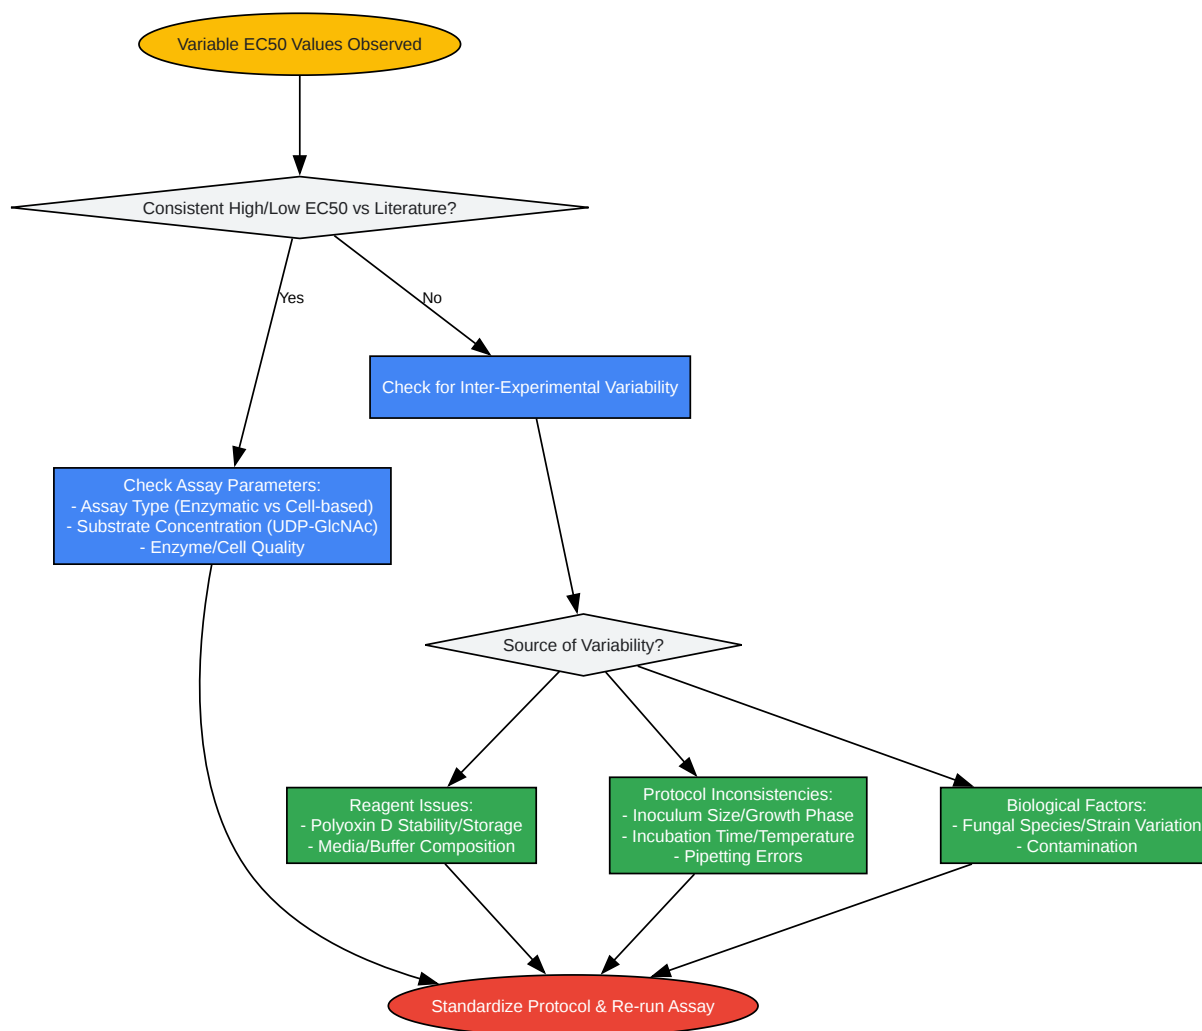 Variable EC50 Values Observed
Consistent High/Low EC50 vs Literature?
Yes
No
Check for Inter-Experimental Variability
Check Assay Parameters:
- Assay Type (Enzymatic vs Cell-based)
- Substrate Concentration (UDP-GlcNAc)
- Enzyme/Cell Quality
Source of Variability?
Reagent Issues:
- Polyoxin D Stability/Storage
- Media/Buffer Composition
Protocol Inconsistencies:
- Inoculum Size/Growth Phase
- Incubation Time/Temperature
- Pipetting Errors
Biological Factors:
- Fungal Species/Strain Variation
- Contamination
Standardize Protocol & Re-run Assay